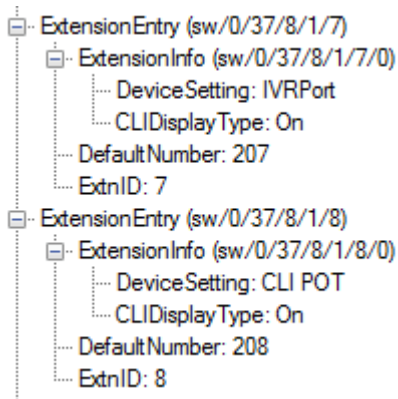 ExtensionEntry (sw/0/37/8/1/7)
ExtensionInfo (sw/0/37/8/1/7/0)
DeviceSetting: IVRPort
CLIDisplayType: On
DefaultNumber: 207
ExtnID: 7
ExtensionEntry (sw/0/37/8/1/8)
ExtensionInfo (sw/0/37/8/1/8/0)
DeviceSetting: CLI POT
CLIDisplayType: On
DefaultNumber: 208
ExtnID: 8